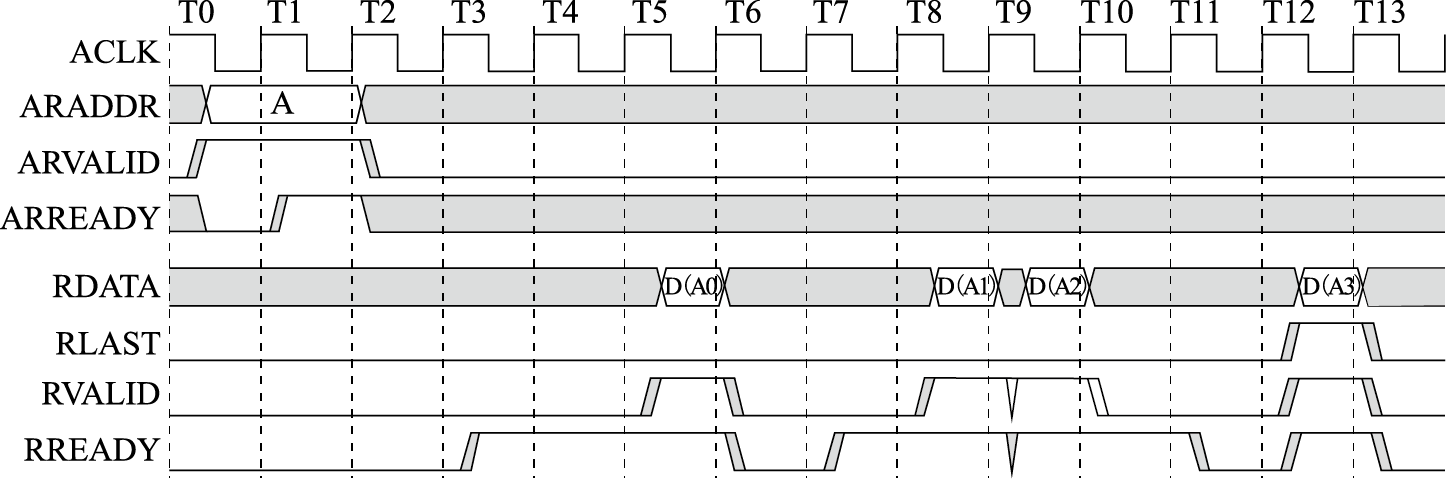 T0 T1 T2 T3 T4 T5 T6 T7 T8 T9 T10 T11 T12 T13
ACLK
ARADDR A
ARVALID
ARREADY
RDATA D(A0) D(A1) D(A2) D(A3)
RLAST
RVALID
RREADY